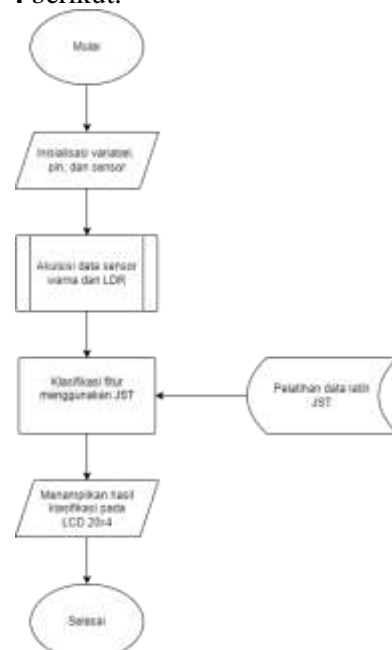 4 berikut.
Mulai
Inisialisasi variabel,
pin, dan sensor
Akuisisi data sensor
warna dan LDR
Klasifikasi fitur
menggunakan JST
Pelatihan data latih
JST
Menampilkan hasil
klasifikasi pada
LCD 20x4
Selesai